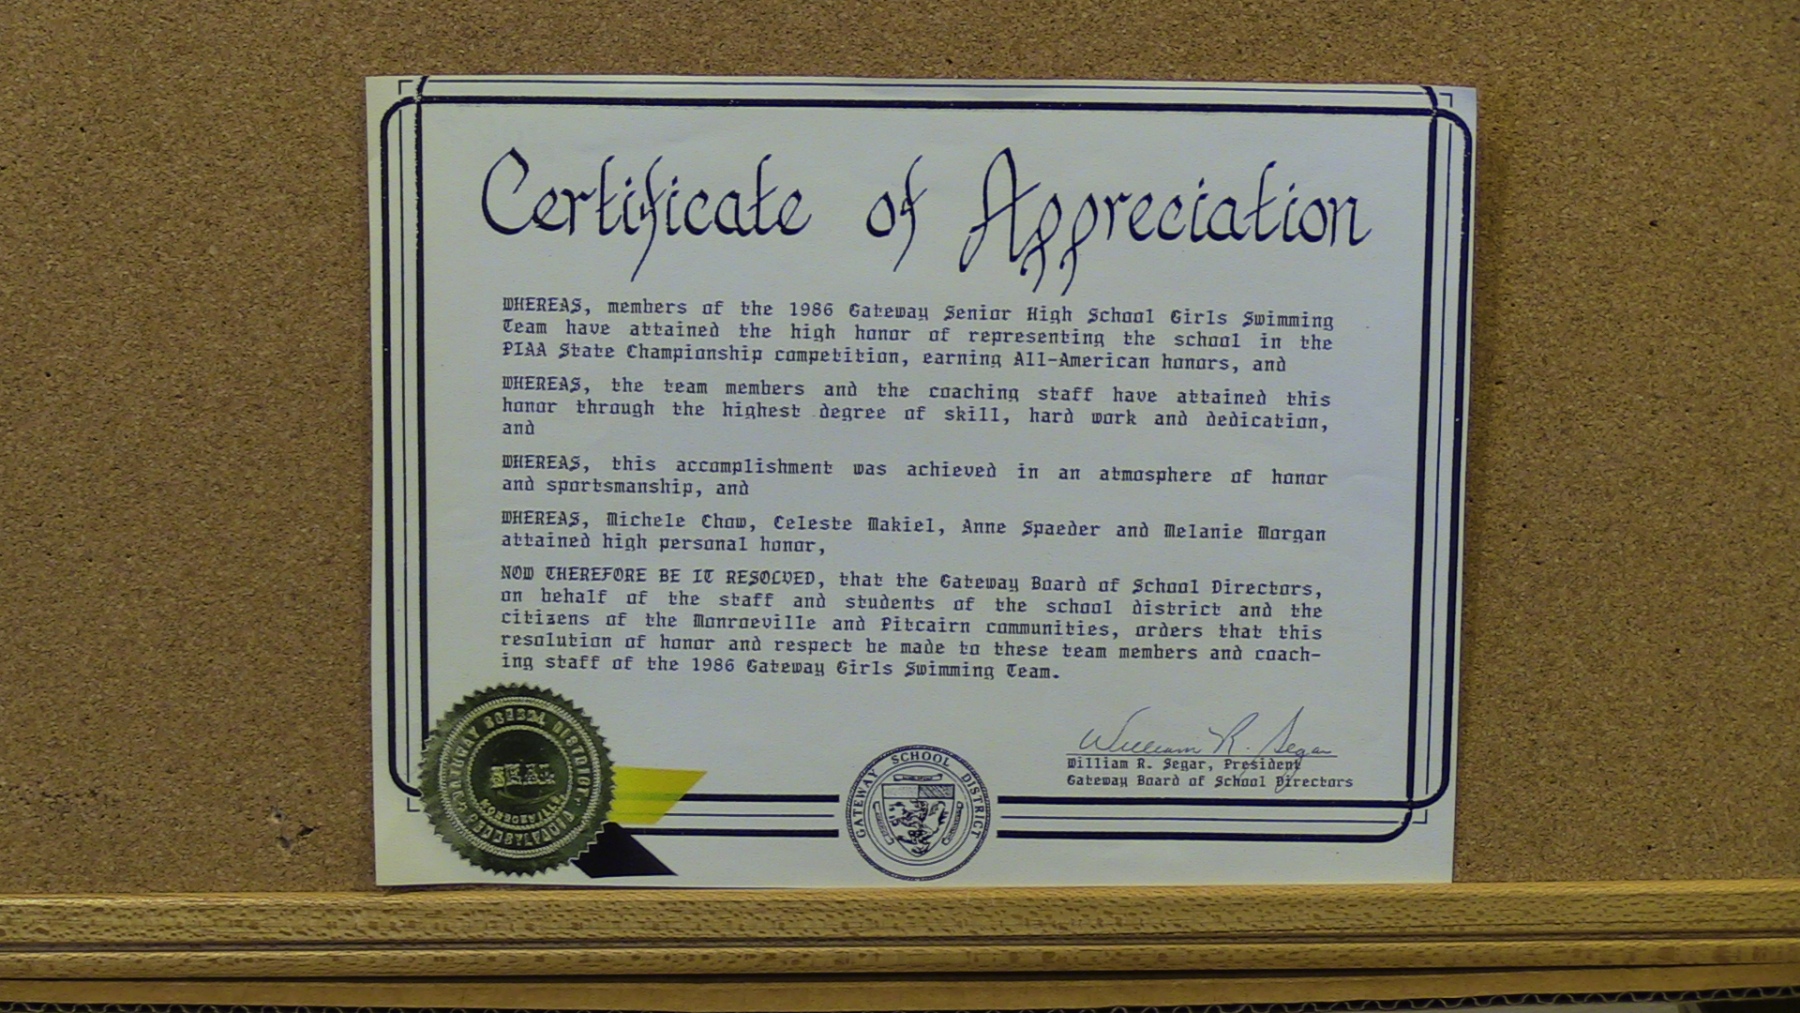 Certificate of Appreciation
WHEREAS, members of the 1986 Gateway Senior High School Girls Swimming
Team have attained the high honor of representing the school in the
PIAA State Championship competition, earning All-American honors, and
WHEREAS, the team members and the coaching staff have attained this
honor through the highest degree of skill, hard work and dedication,
and
WHEREAS, this accomplishment was achieved in an atmosphere of honor
and sportsmanship, and
WHEREAS, Michele Chow, Celeste Makiel, Anne Spaeder and Melanie Morgan
attained high personal honor,
NOW THEREFORE BE IT RESOLVED, that the Gateway Board of School Directors,
on behalf of the staff and students of the school district and the
citizens of the Monroeville and Pitcairn communities, orders that this
resolution of honor and respect be made to these team members and coach-
ing staff of the 1986 Gateway Girls Swimming Team.
William R. Segar
William R. Segar, President
Gateway Board of School Directors
GATEWAY SCHOOL DISTRICT
GATEWAY SCHOOL DISTRICT